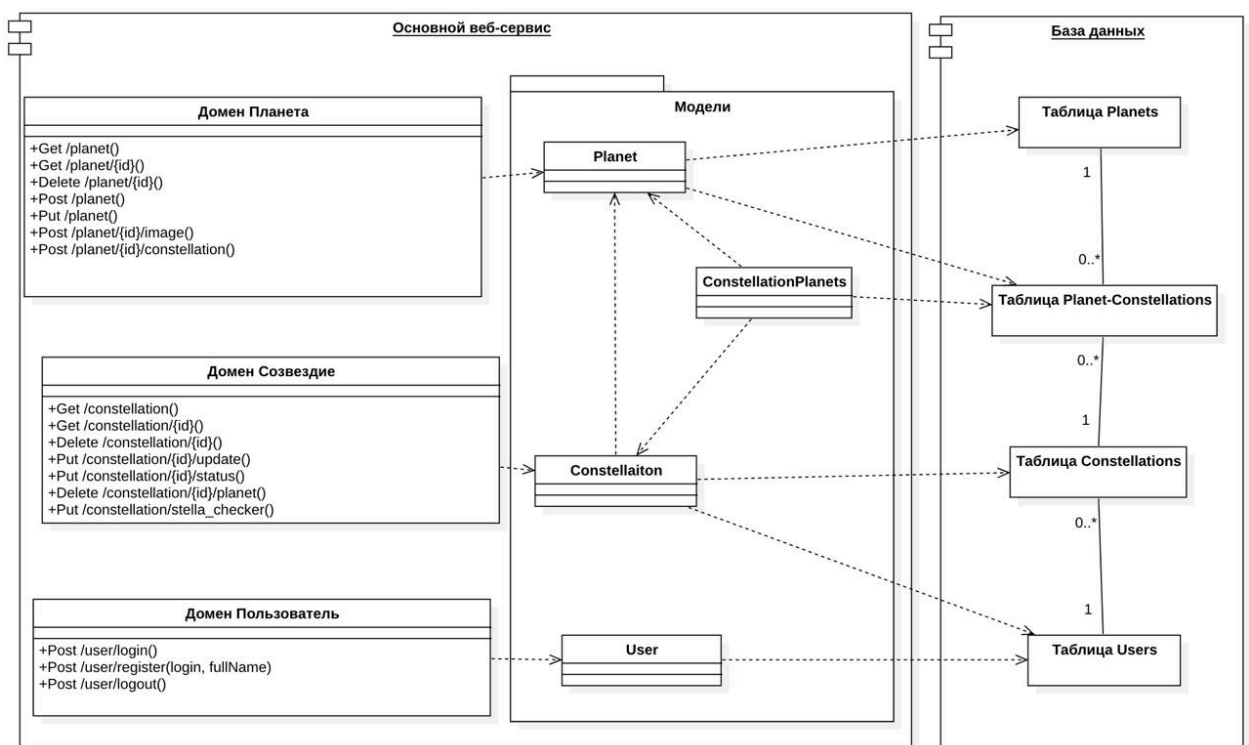 Основной веб-сервис
Домен Планета
+Get /planet()
+Get /planet/{id}()
+Delete /planet/{id}()
+Post /planet()
+Put /planet()
+Post /planet/{id}/image()
+Post /planet/{id}/constellation()
Домен Созвездие
+Get /constellation()
+Get /constellation/{id}()
+Delete /constellation/{id}()
+Put /constellation/{id}/update()
+Put /constellation/{id}/status()
+Delete /constellation/{id}/planet()
+Put /constellation/stella_checker()
Домен Пользователь
+Post /user/login()
+Post /user/register(login, fullName)
+Post /user/logout()
Модели
Planet
ConstellationPlanets
Constellaiton
User
База данных
Таблица Planets
1
0..*
Таблица Planet-Constellations
0..*
1
Таблица Constellations
0..*
1
Таблица Users